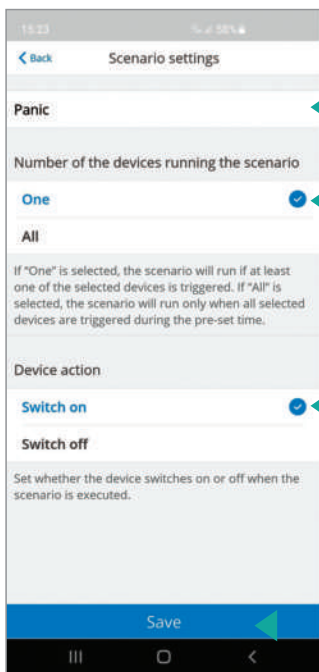 15:23 58%
Back Scenario settings
Panic
Number of the devices running the scenario
One
All
If "One" is selected, the scenario will run if at least
one of the selected devices is triggered. If "All" is
selected, the scenario will run only when all selected
devices are triggered during the pre-set time.
Device action
Switch on
Switch off
Set whether the device switches on or off when the
scenario is executed.
Save